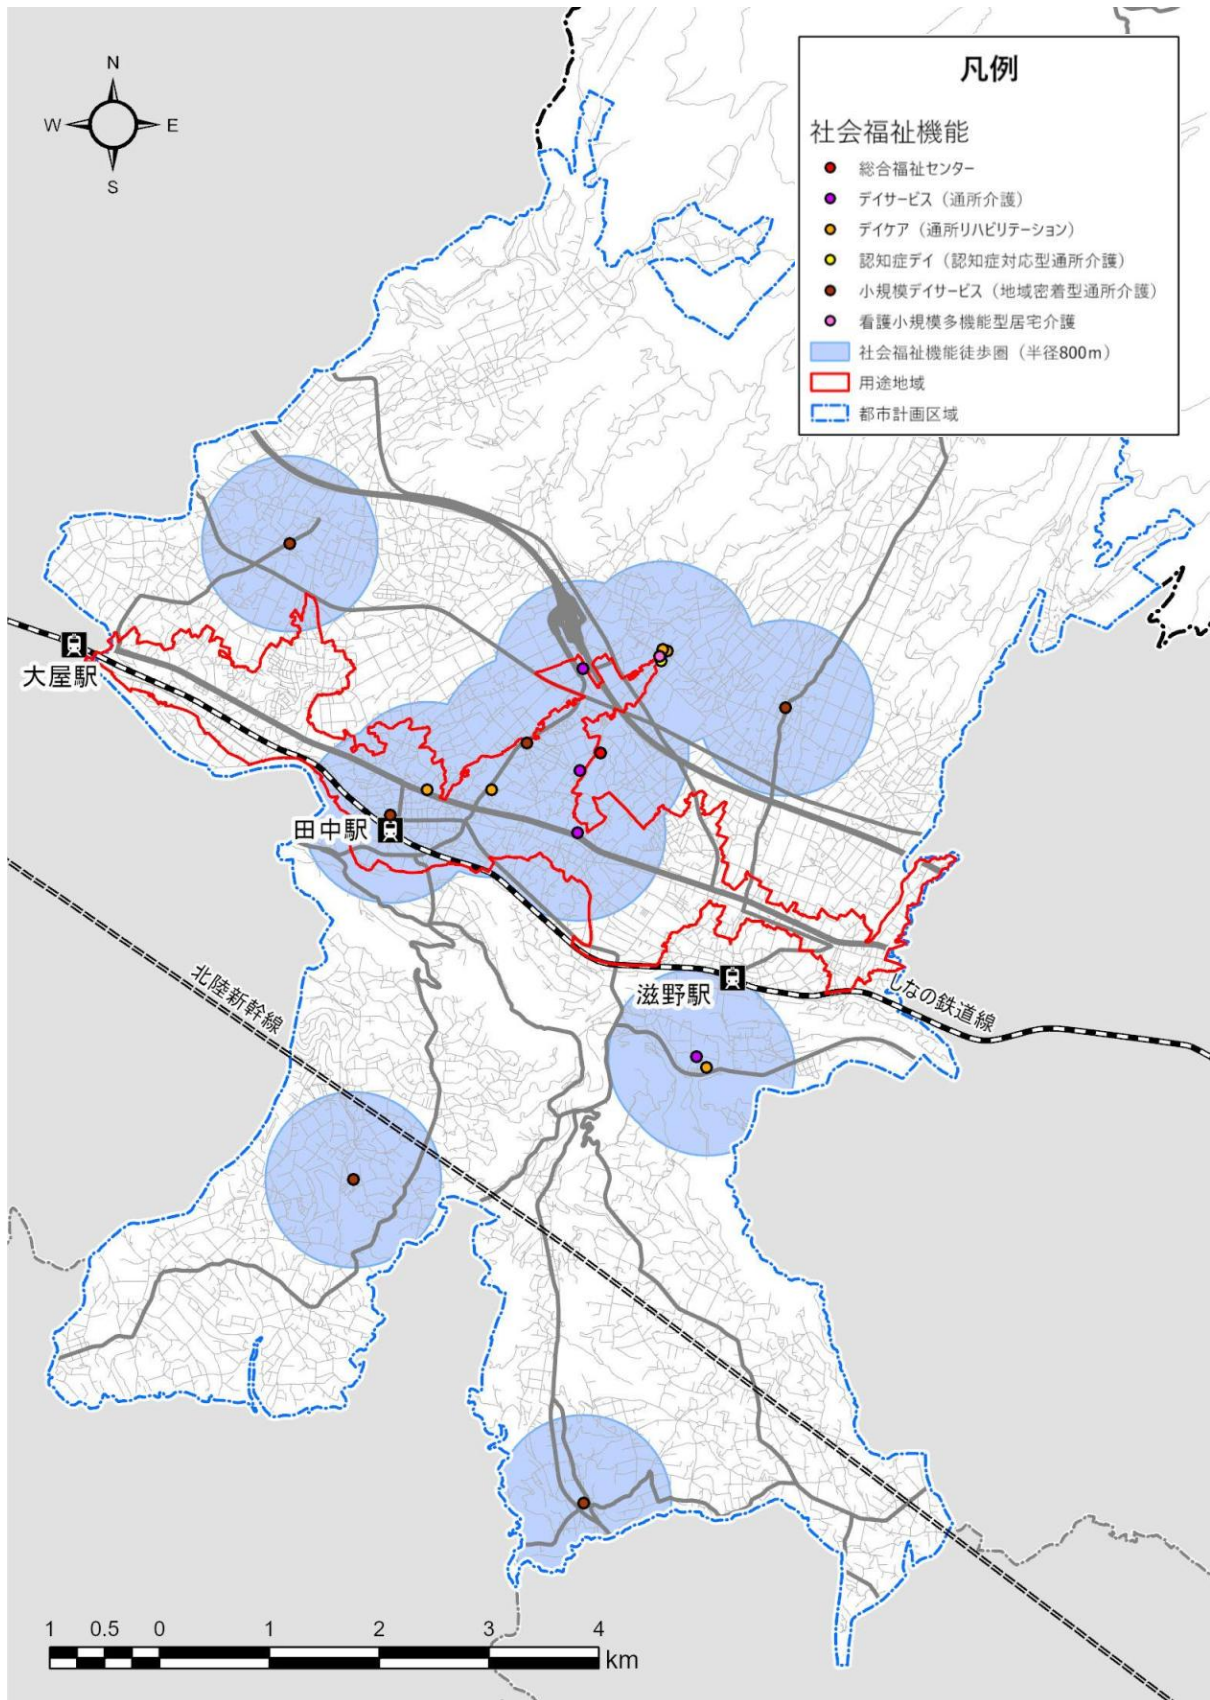 N
W
E
S
凡例
社会福祉機能
総合福祉センター
デイサービス（通所介護）
デイケア（通所リハビリテーション）
認知症デイ（認知症対応型通所介護）
小規模デイサービス（地域密着型通所介護）
看護小規模多機能型居宅介護
社会福祉機能徒歩圏（半径800m）
用途地域
都市計画区域
大屋駅
田中駅
滋野駅
しなの鉄道線
北陸新幹線
1 0.5 0 1 2 3 4
km